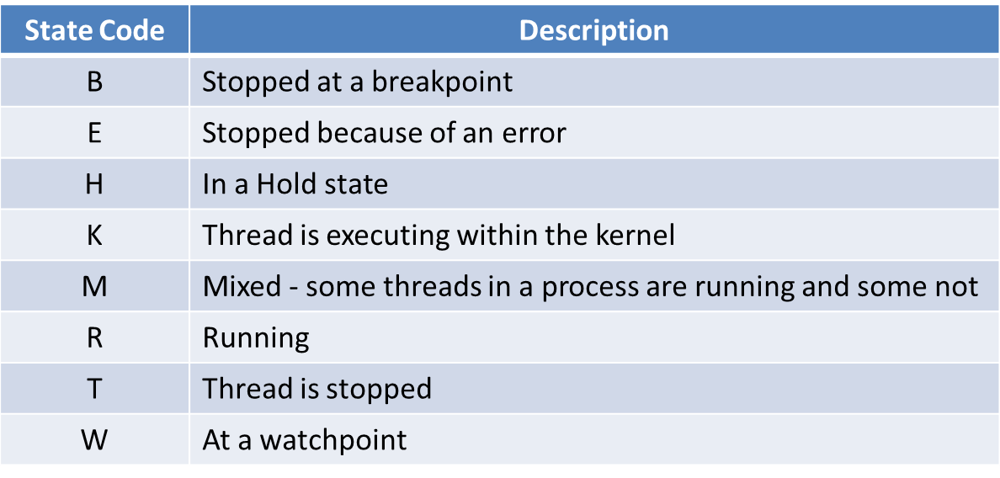 State Code Description
B Stopped at a breakpoint
E Stopped because of an error
H In a Hold state
K Thread is executing within the kernel
M Mixed - some threads in a process are running and some not
R Running
T Thread is stopped
W At a watchpoint